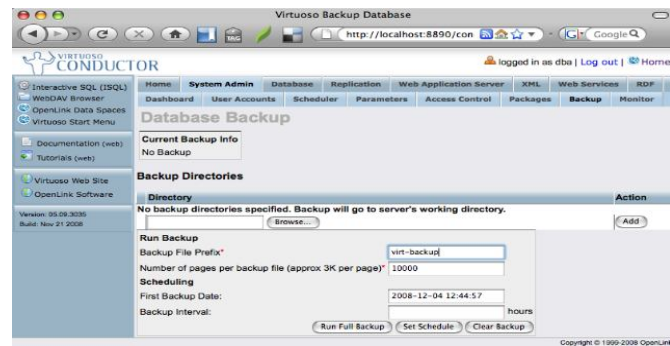 Virtuoso Backup Database
http://localhost:8890/con
Google
VIRTUOSO
CONDUCTOR
logged in as dba | Log out | Home
Interactive SQL (ISQL)
WebDAV Browser
OpenLink Data Spaces
Virtuoso Start Menu
Documentation (web)
Tutorials (web)
Virtuoso Web Site
OpenLink Software
Version: 05.09.3035
Build: Nov 21 2008
Home System Admin Database Replication Web Application Server XML Web Services RDF
Dashboard User Accounts Scheduler Parameters Access Control Packages Backup Monitor
Database Backup
Current Backup Info
No Backup
Backup Directories
Directory Action
No backup directories specified. Backup will go to server's working directory.
Browse... Add
Run Backup
Backup File Prefix* virt-backup
Number of pages per backup file (approx 3K per page)* 10000
Scheduling
First Backup Date: 2008-12-04 12:44:57
Backup Interval: hours
Run Full Backup Set Schedule Clear Backup
Copyright © 1999-2008 OpenLink